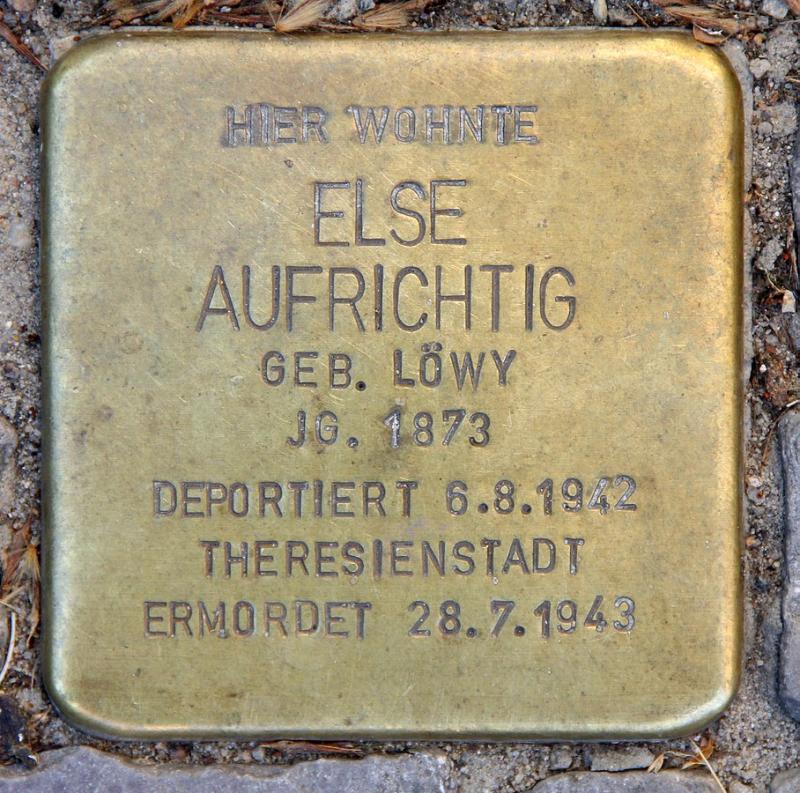 HIER WOHNTE
ELSE
AUFRICHTIG
GEB. LÖWY
JG. 1873
DEPORTIERT 6.8.1942
THERESIENSTADT
ERMORDET 28.7.1943